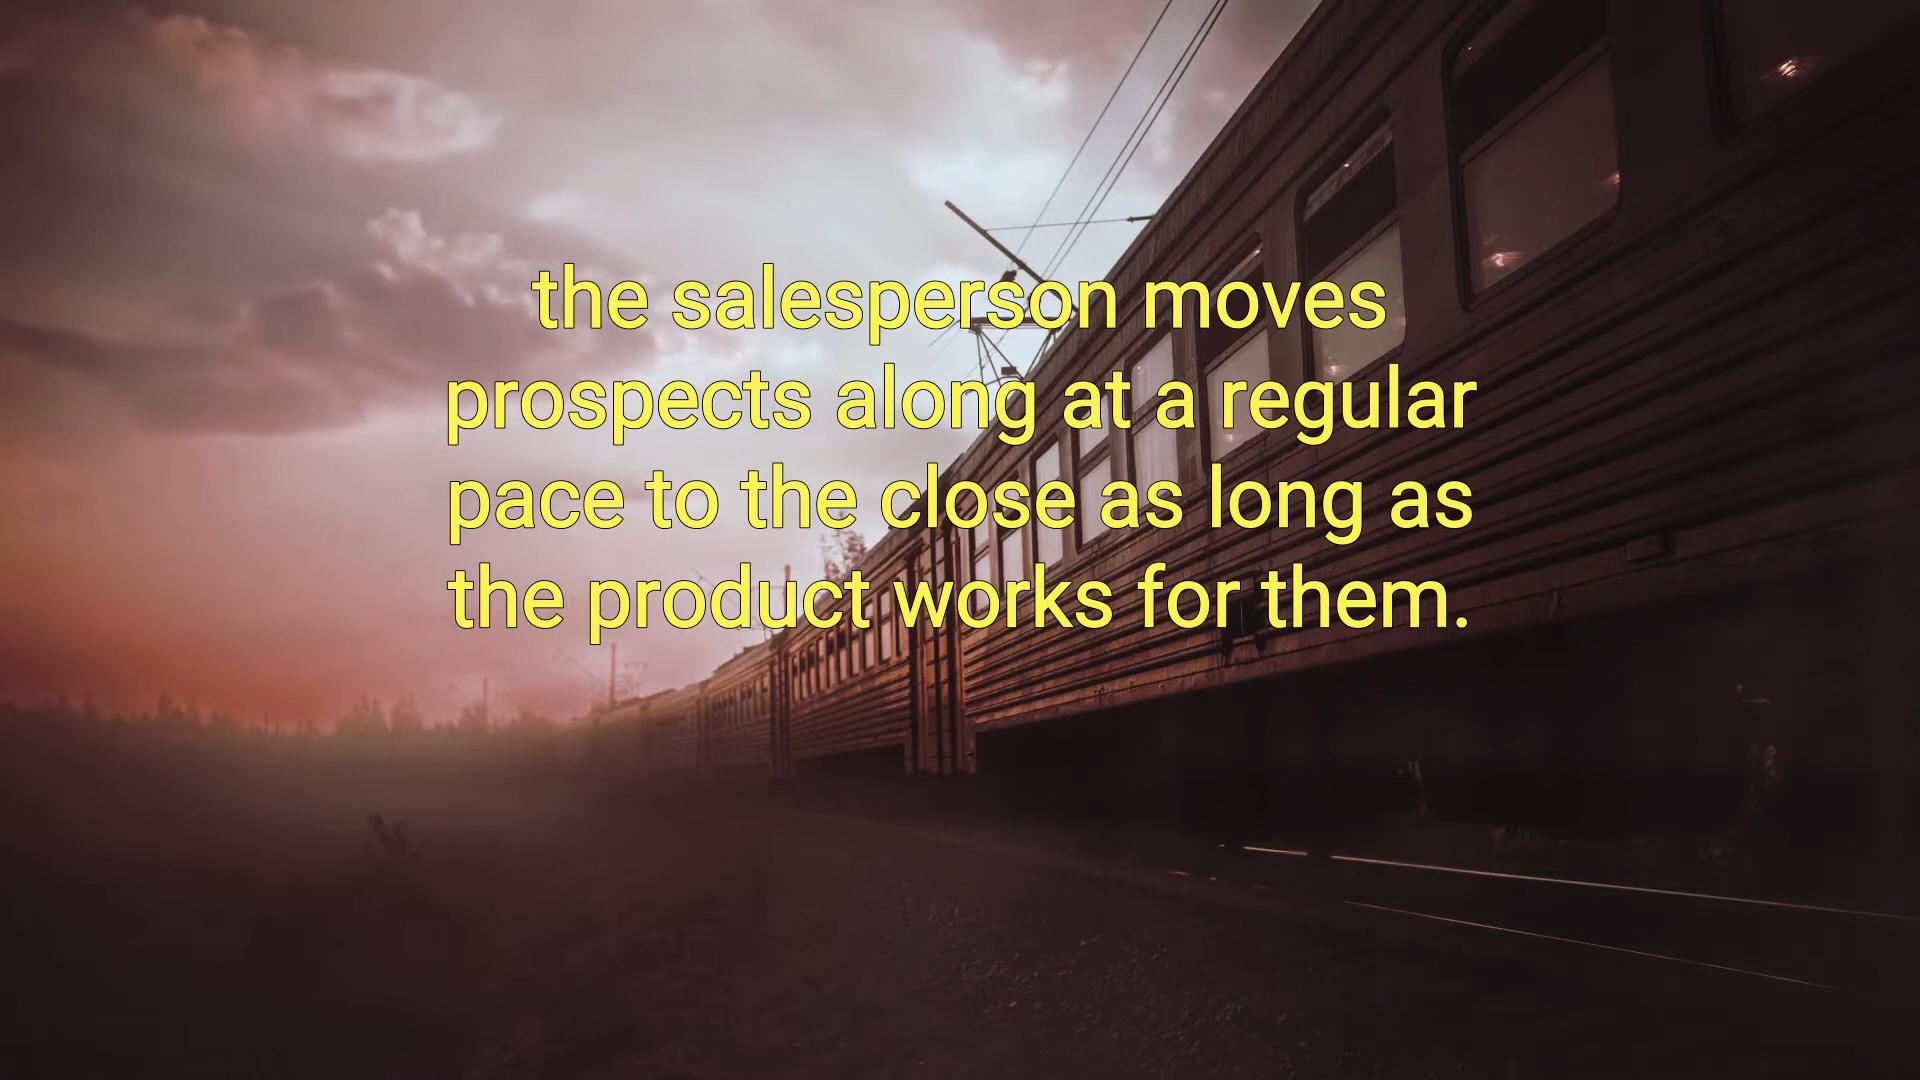 the salesperson moves
prospects along at a regular
pace to the close as long as
the product works for them.